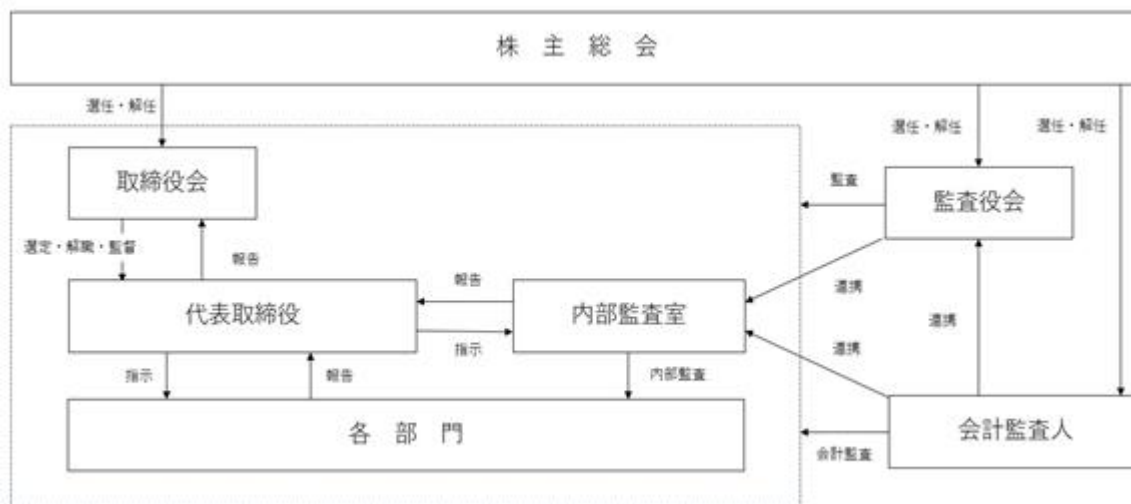 株 主 総 会
選任・解任
選任・解任
選任・解任
取締役会
監査
監査役会
選定・解職・監督
報告
報告
連携
代表取締役
内部監査室
連携
指示
連携
指示
報告
内部監査
各 部 門
会計監査人
会計監査